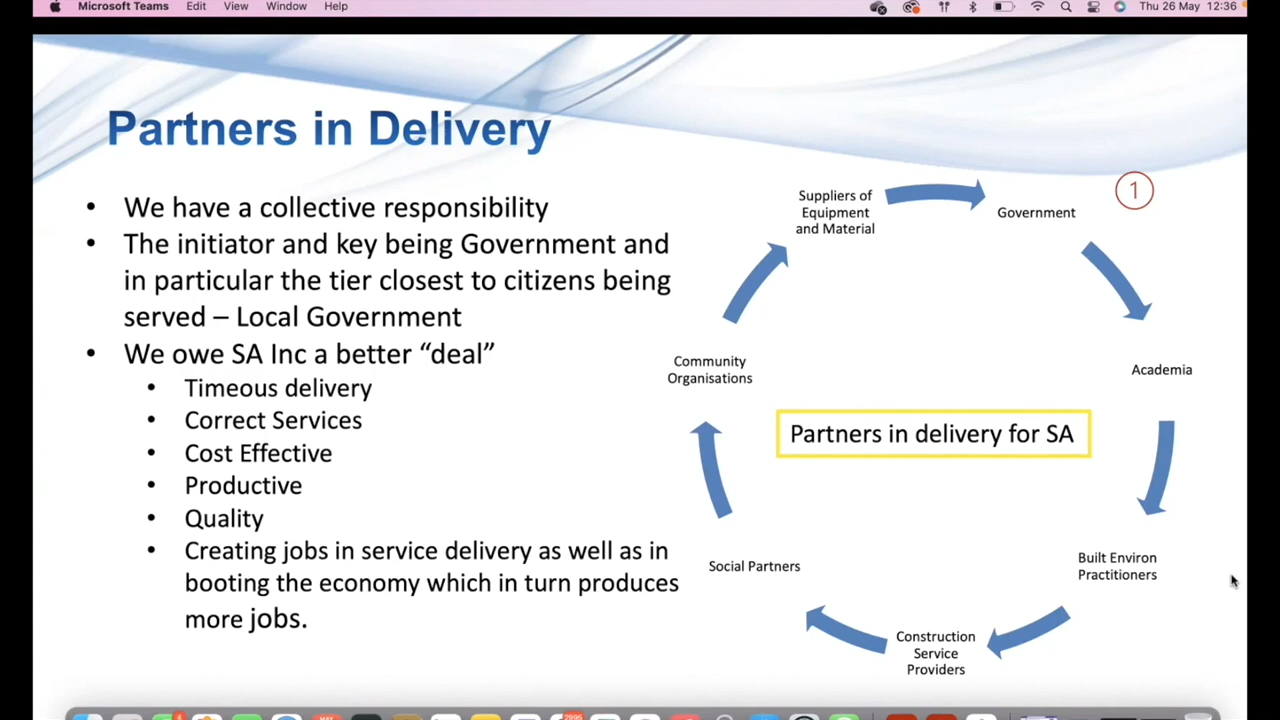 Microsoft Teams Edit View Window Help Thu 26 May 12:36
Partners in Delivery
• We have a collective responsibility
• The initiator and key being Government and
in particular the tier closest to citizens being
served – Local Government
• We owe SA Inc a better “deal”
• Timeous delivery
• Correct Services
• Cost Effective
• Productive
• Quality
• Creating jobs in service delivery as well as in
booting the economy which in turn produces
more jobs.
1
Suppliers of
Equipment
and Material
Government
Academia
Built Environ
Practitioners
Construction
Service
Providers
Social Partners
Community
Organisations
Partners in delivery for SA